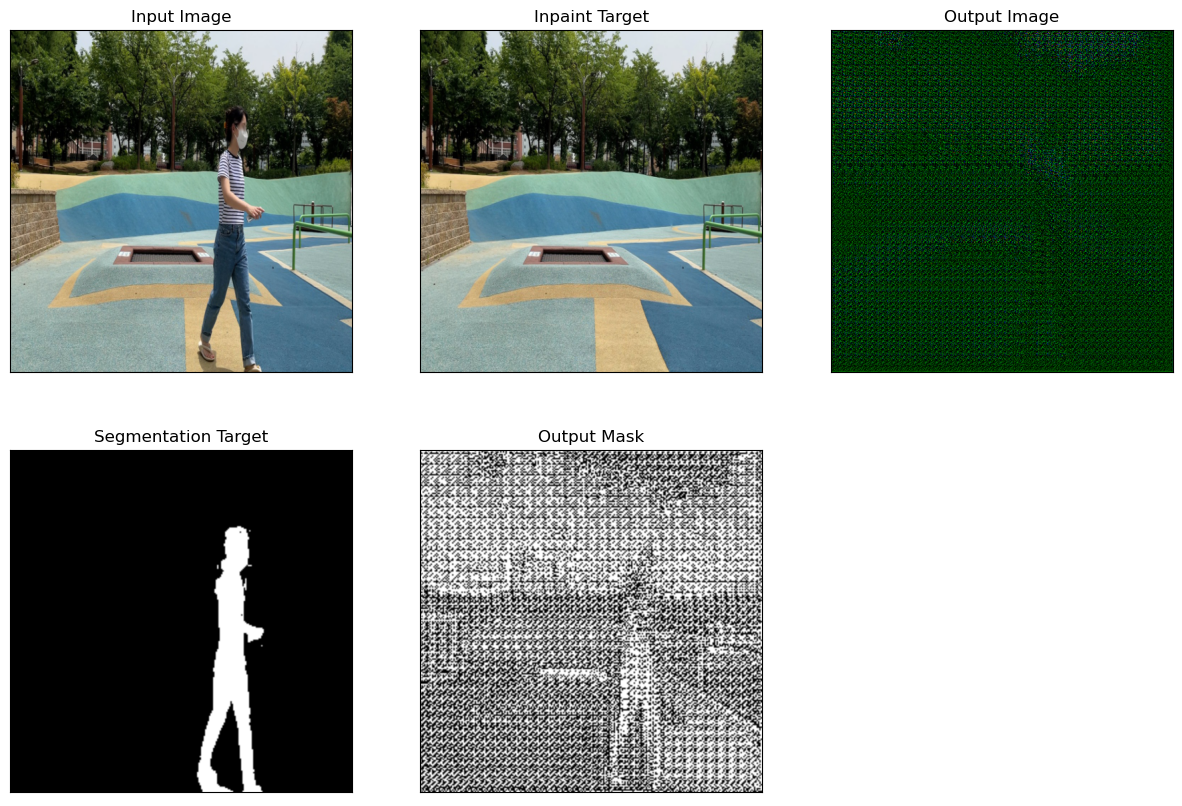 Input Image
Inpaint Target
Output Image
Segmentation Target
Output Mask